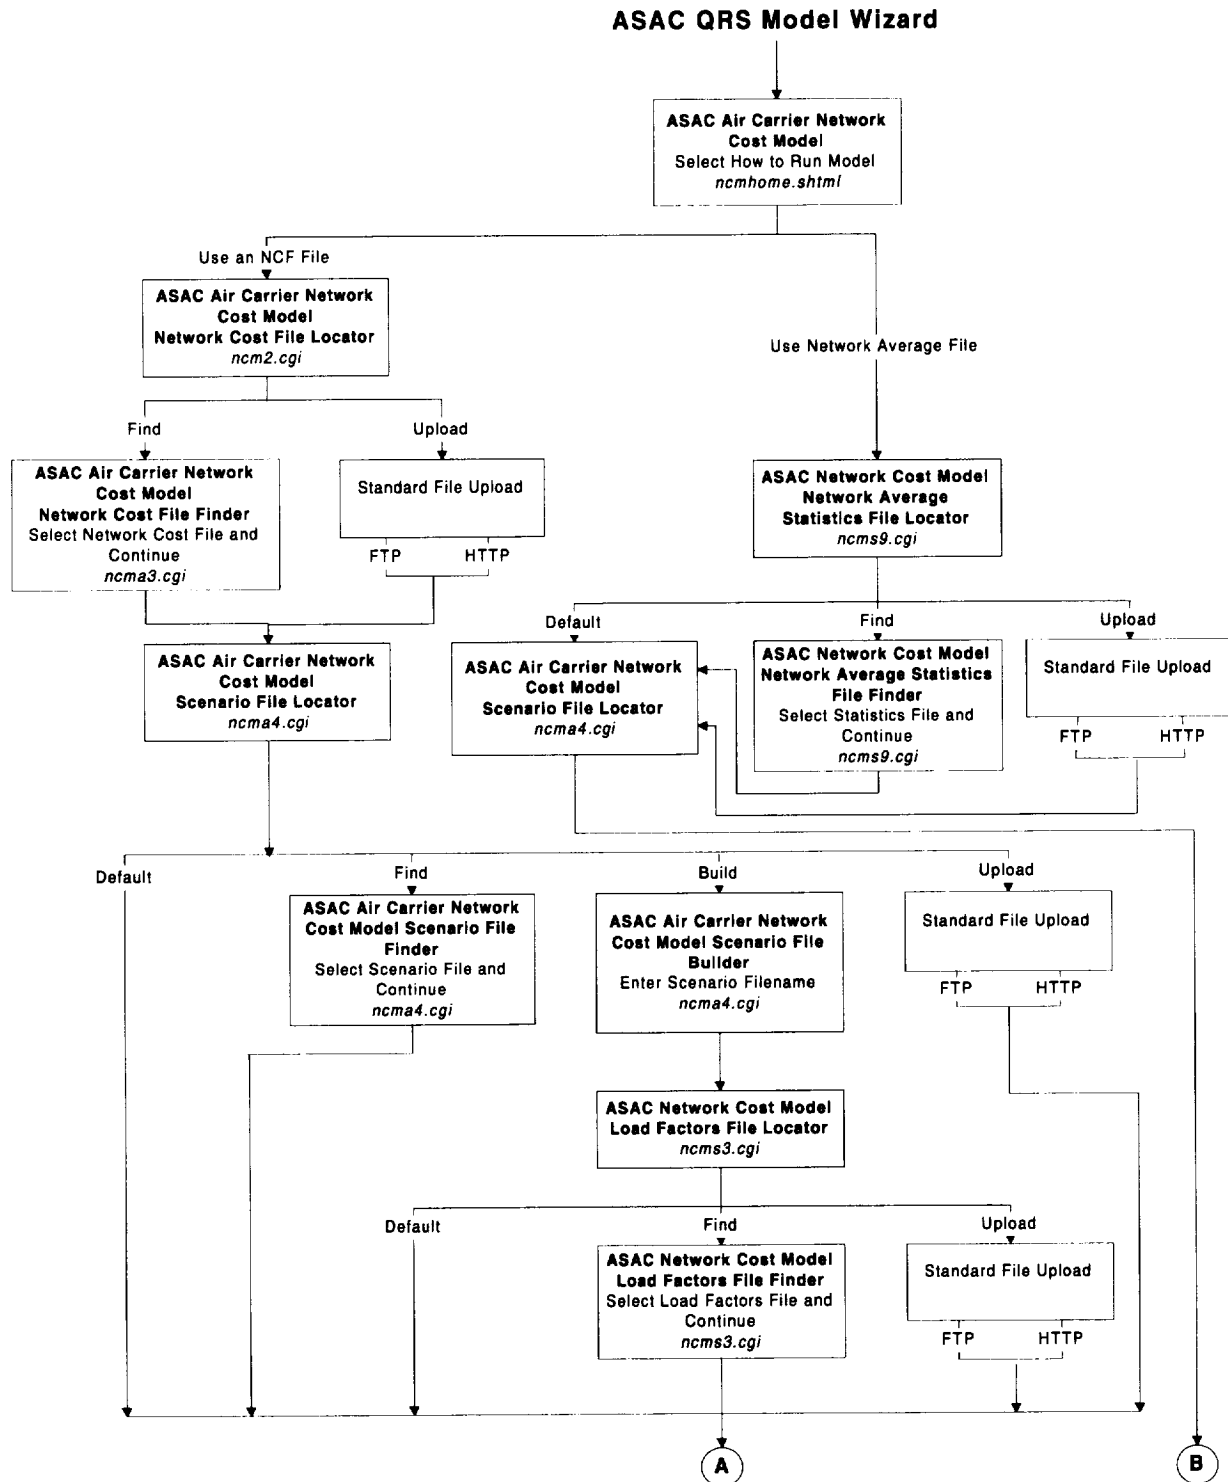 ASAC QRS Model Wizard
ASAC Air Carrier Network
Cost Model
Select How to Run Model
ncmhome.shtml
Use an NCF File
ASAC Air Carrier Network
Cost Model
Network Cost File Locator
ncm2.cgi
Use Network Average File
Find
Upload
ASAC Air Carrier Network
Cost Model
Network Cost File Finder
Select Network Cost File and
Continue
ncma3.cgi
Standard File Upload
FTP
HTTP
ASAC Network Cost Model
Network Average
Statistics File Locator
ncms9.cgi
Default
Find
Upload
ASAC Air Carrier Network
Cost Model
Scenario File Locator
ncma4.cgi
ASAC Air Carrier Network
Cost Model
Scenario File Locator
ncma4.cgi
ASAC Network Cost Model
Network Average Statistics
File Finder
Select Statistics File and
Continue
ncms9.cgi
Standard File Upload
FTP
HTTP
Default
Find
Build
Upload
ASAC Air Carrier Network
Cost Model Scenario File
Finder
Select Scenario File and
Continue
ncma4.cgi
ASAC Air Carrier Network
Cost Model Scenario File
Builder
Enter Scenario Filename
ncma4.cgi
Standard File Upload
FTP
HTTP
ASAC Network Cost Model
Load Factors File Locator
ncms3.cgi
Default
Find
Upload
ASAC Network Cost Model
Load Factors File Finder
Select Load Factors File and
Continue
ncms3.cgi
Standard File Upload
FTP
HTTP
A
B